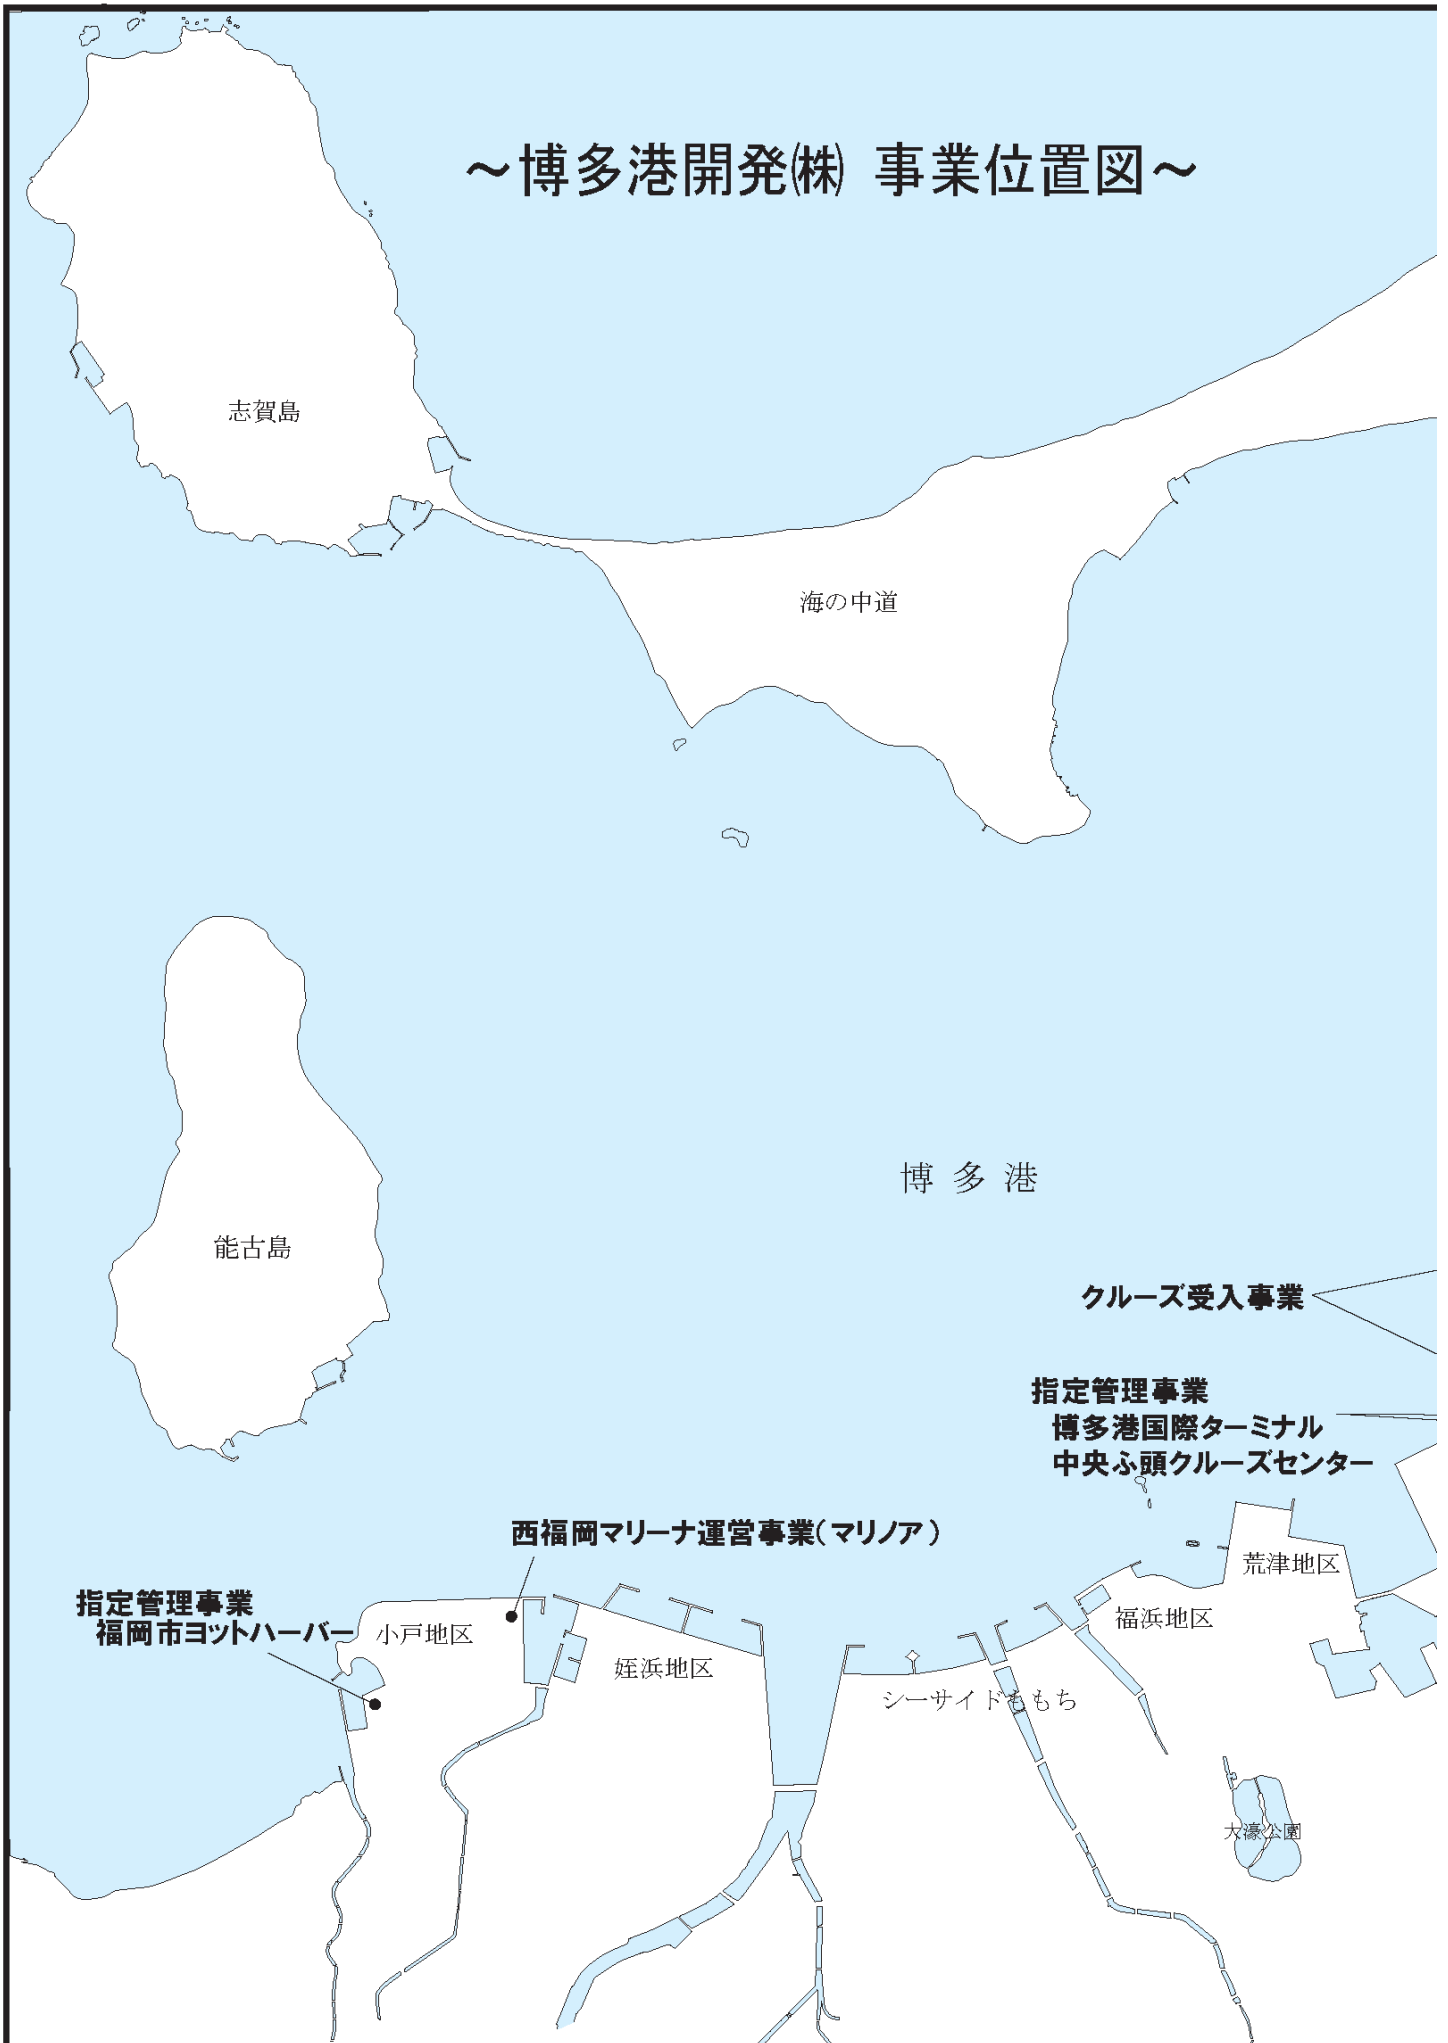 ～博多港開発㈱ 事業位置図～
志賀島
海の中道
博多港
能古島
クルーズ受入事業
指定管理事業
博多港国際ターミナル
中央ふ頭クルーズセンター
西福岡マリーナ運営事業(マリノア)
荒津地区
指定管理事業
福岡市ヨットハーバー
小戸地区
福浜地区
姪浜地区
シーサイドももち
大濠公園